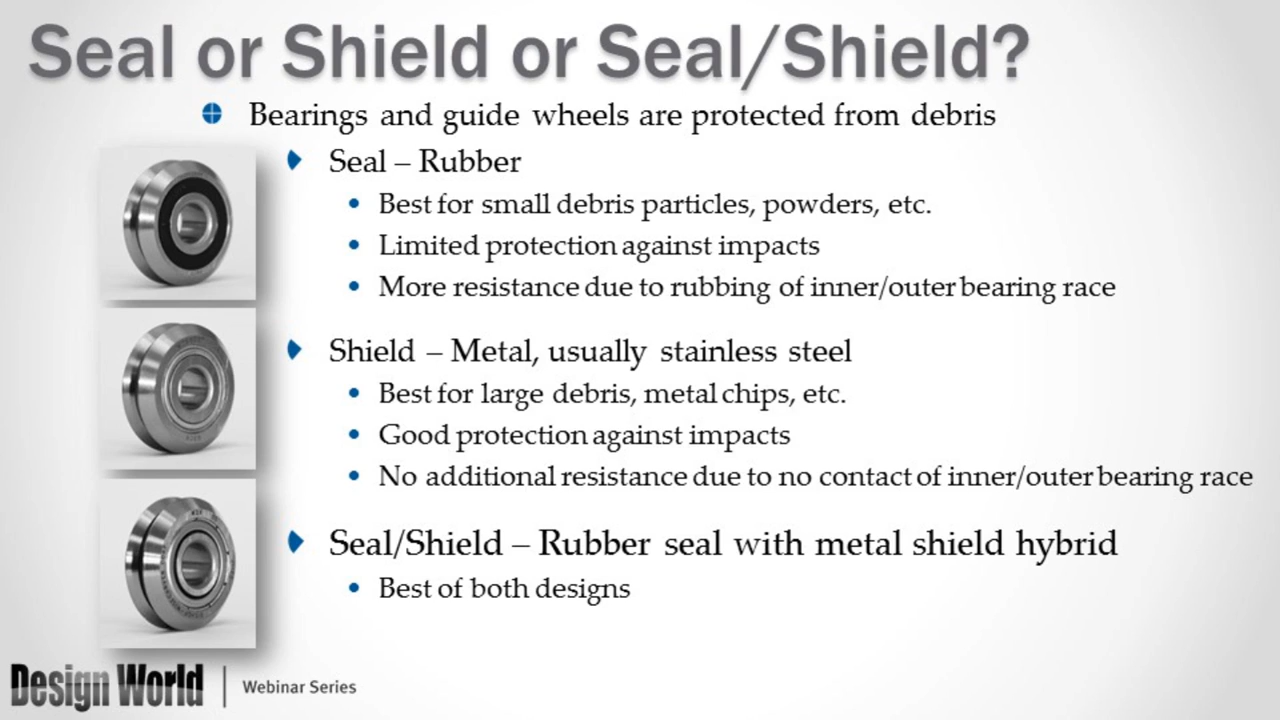 Seal or Shield or Seal/Shield?
Bearings and guide wheels are protected from debris
Seal – Rubber
Best for small debris particles, powders, etc.
Limited protection against impacts
More resistance due to rubbing of inner/outer bearing race
Shield – Metal, usually stainless steel
Best for large debris, metal chips, etc.
Good protection against impacts
No additional resistance due to no contact of inner/outer bearing race
Seal/Shield – Rubber seal with metal shield hybrid
Best of both designs
Design World
Webinar Series